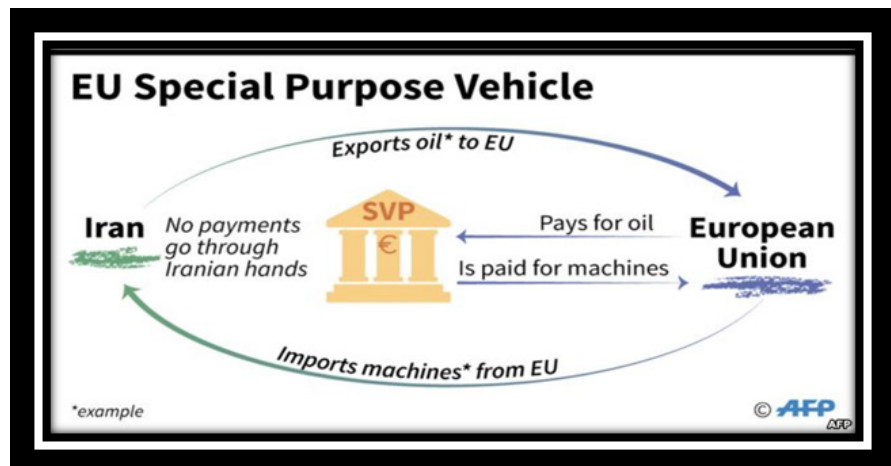 EU Special Purpose Vehicle
Exports oil* to EU
Iran
No payments
go through
Iranian hands
SVP
€
Pays for oil
Is paid for machines
European
Union
Imports machines* from EU
*example
© AFP
AFP